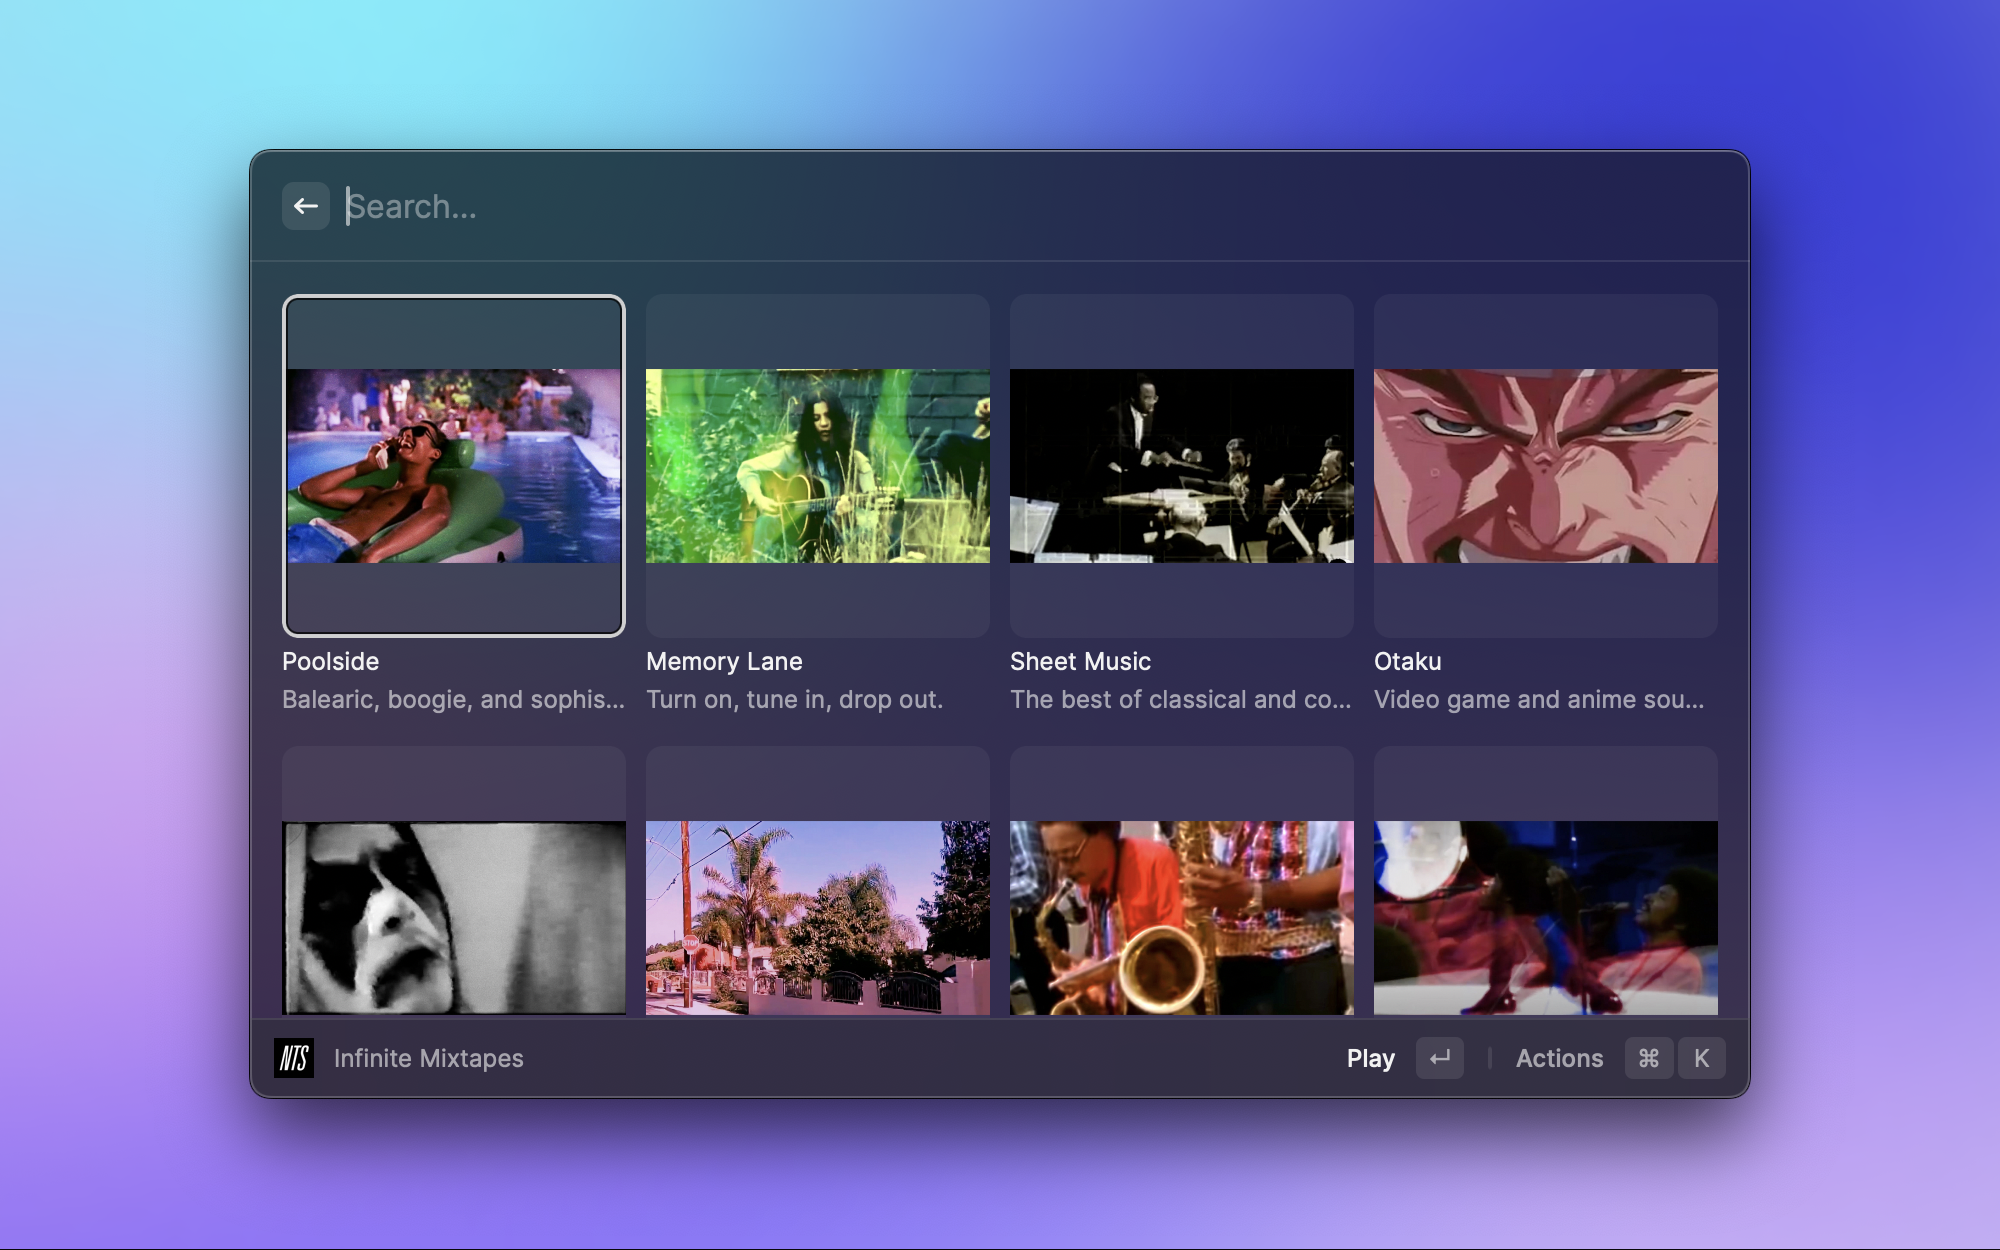 Search...
Poolside
Memory Lane
Sheet Music
Otaku
Balearic, boogie, and sophis...
Turn on, tune in, drop out.
The best of classical and co...
Video game and anime sou...
STOP
NTS
Infinite Mixtapes
Play
Actions
⌘
K